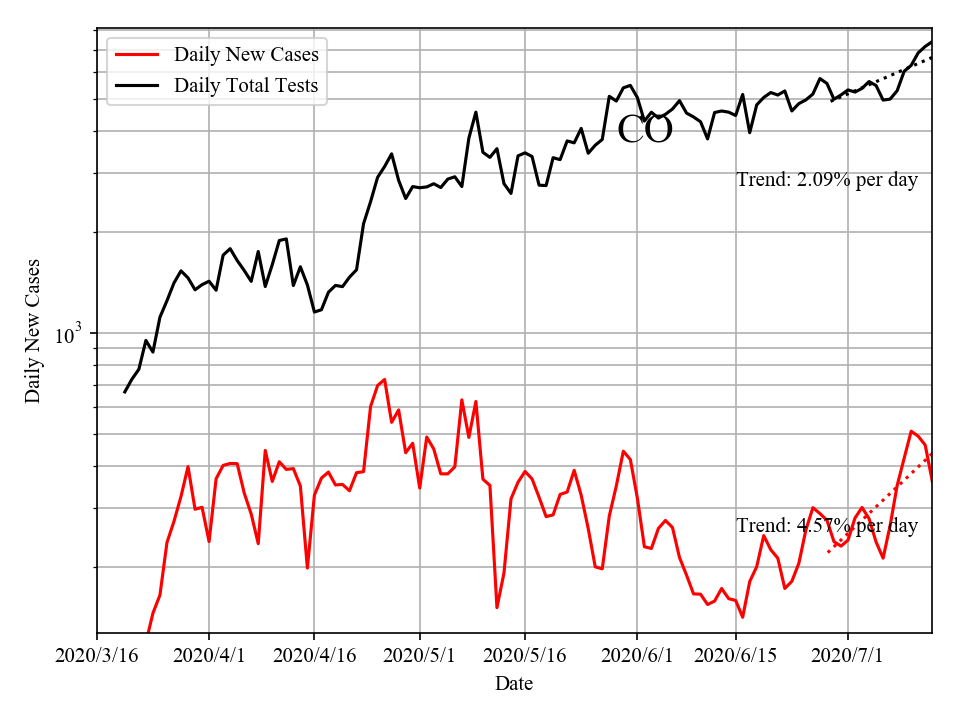 Daily New Cases
Daily Total Tests
CO
Trend: 2.09% per day
Trend: 4.57% per day
Daily New Cases
10^3
2020/3/16 2020/4/1 2020/4/16 2020/5/1 2020/5/16 2020/6/1 2020/6/15 2020/7/1
Date